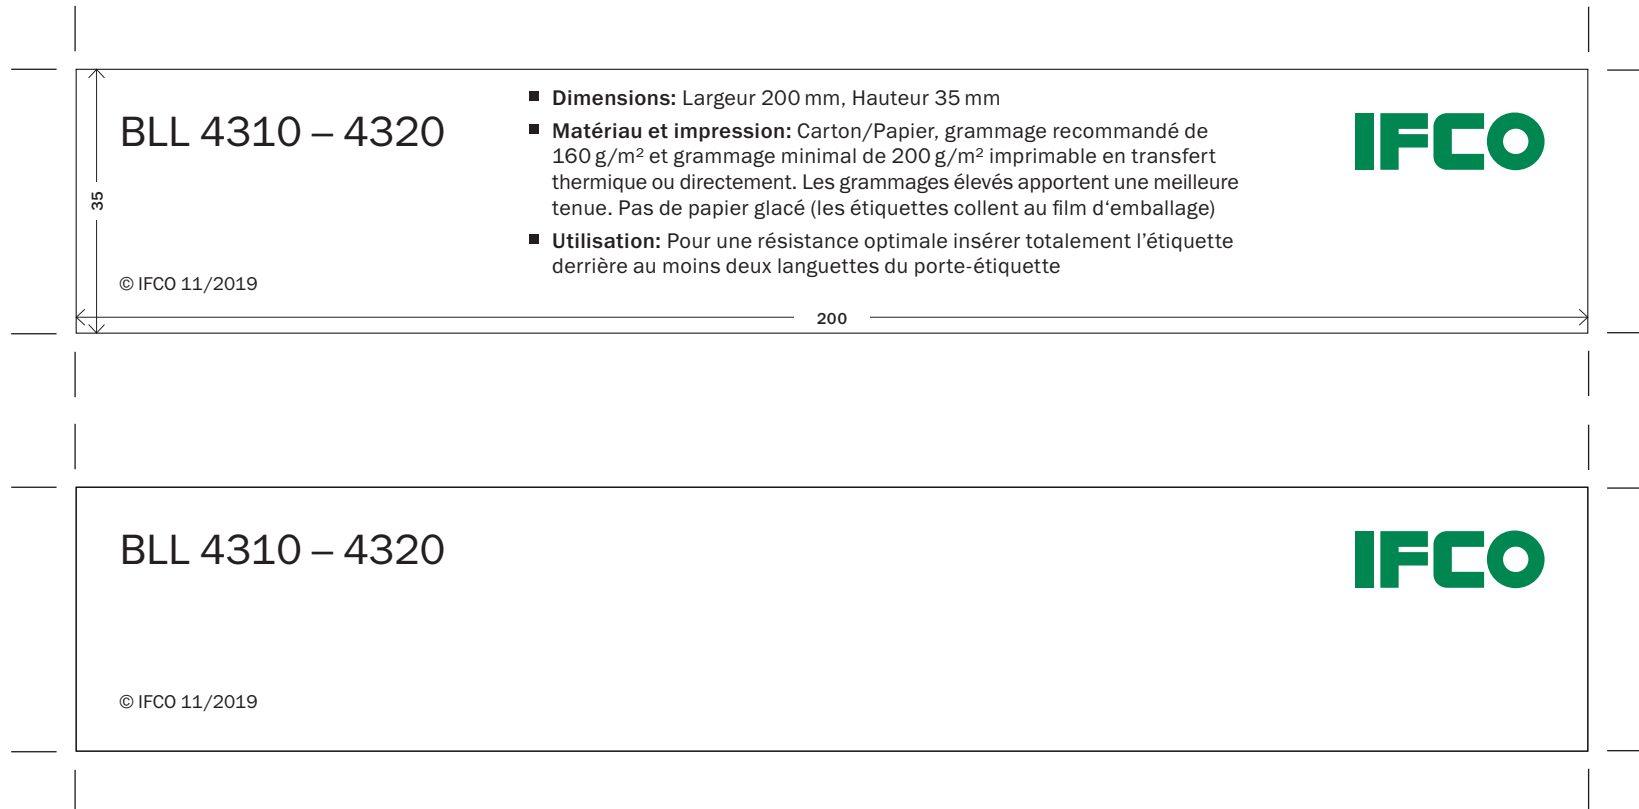 BLL 4310 – 4320
35
© IFCO 11/2019
■ Dimensions: Largeur 200 mm, Hauteur 35 mm
■ Matériau et impression: Carton/Papier, grammage recommandé de
160 g/m² et grammage minimal de 200 g/m² imprimable en transfert
thermique ou directement. Les grammages élevés apportent une meilleure
tenue. Pas de papier glacé (les étiquettes collent au film d‘emballage)
■ Utilisation: Pour une résistance optimale insérer totalement l’étiquette
derrière au moins deux languettes du porte-étiquette
IFCO
200
BLL 4310 – 4320
IFCO
© IFCO 11/2019